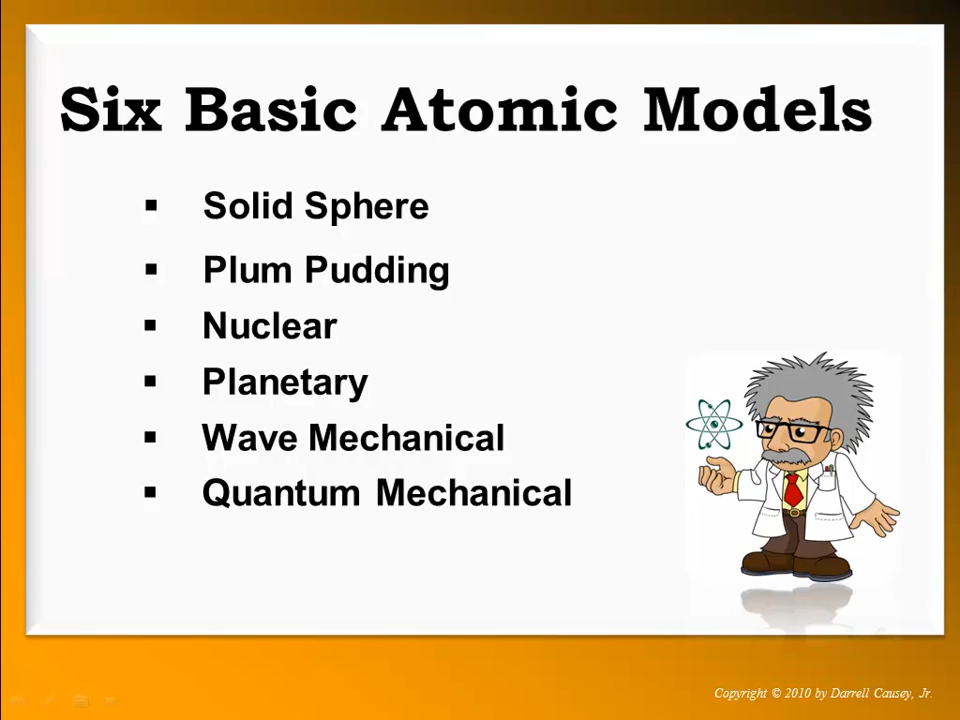 Six Basic Atomic Models
▪ Solid Sphere
▪ Plum Pudding
▪ Nuclear
▪ Planetary
▪ Wave Mechanical
▪ Quantum Mechanical
Copyright © 2010 by Darrell Causey, Jr.